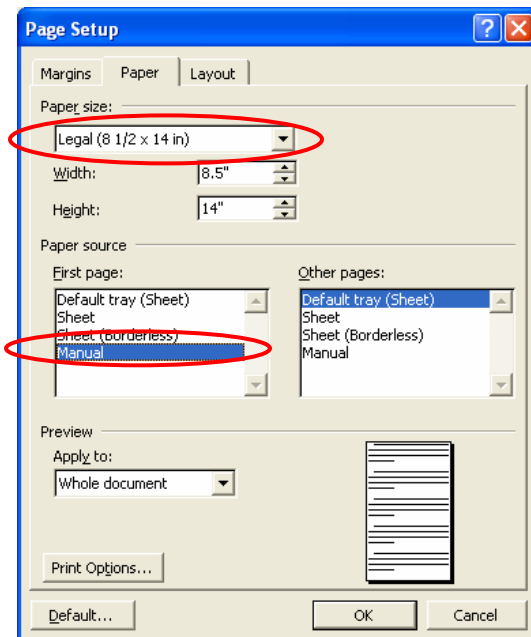 Page Setup
Margins Paper Layout
Paper size:
Legal (8 1/2 x 14 in)
Width: 8.5"
Height: 14"
Paper source
First page: Other pages:
Default tray (Sheet) Default tray (Sheet)
Sheet Sheet
Sheet (Borderless) Sheet (Borderless)
Manual Manual
Preview
Apply to:
Whole document
Print Options...
Default... OK Cancel